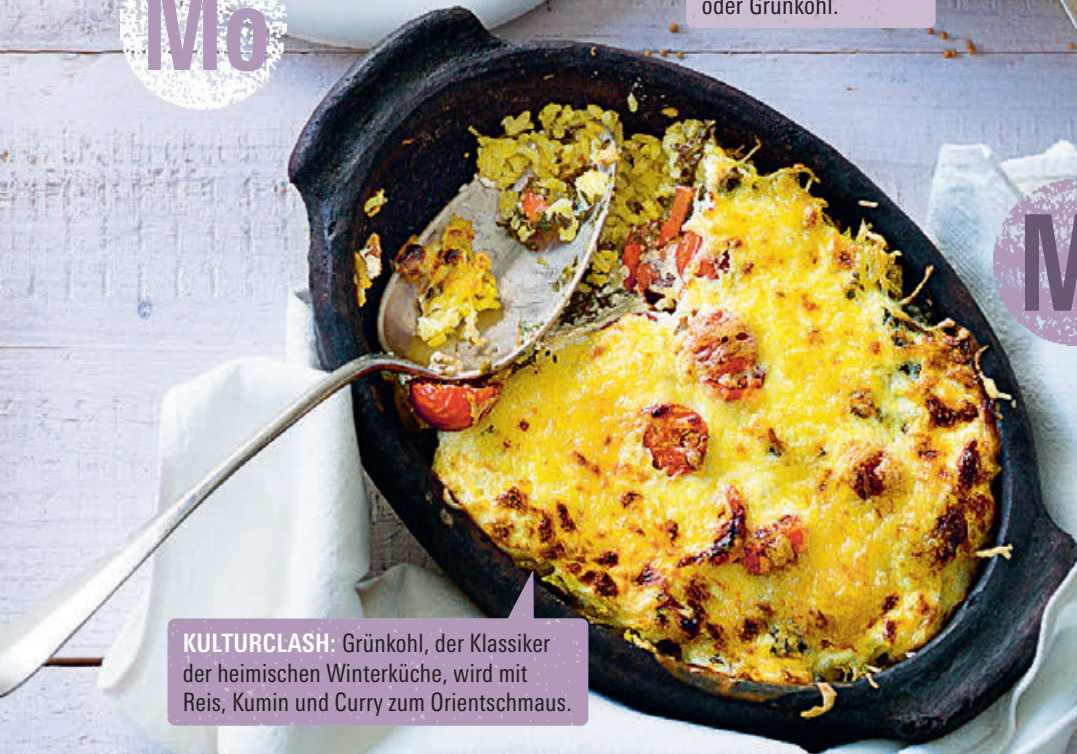 oder Grünkohl.
Mo
M
KULTURCLASH: Grünkohl, der Klassiker
der heimischen Winterküche, wird mit
Reis, Kumin und Curry zum Orientschmaus.